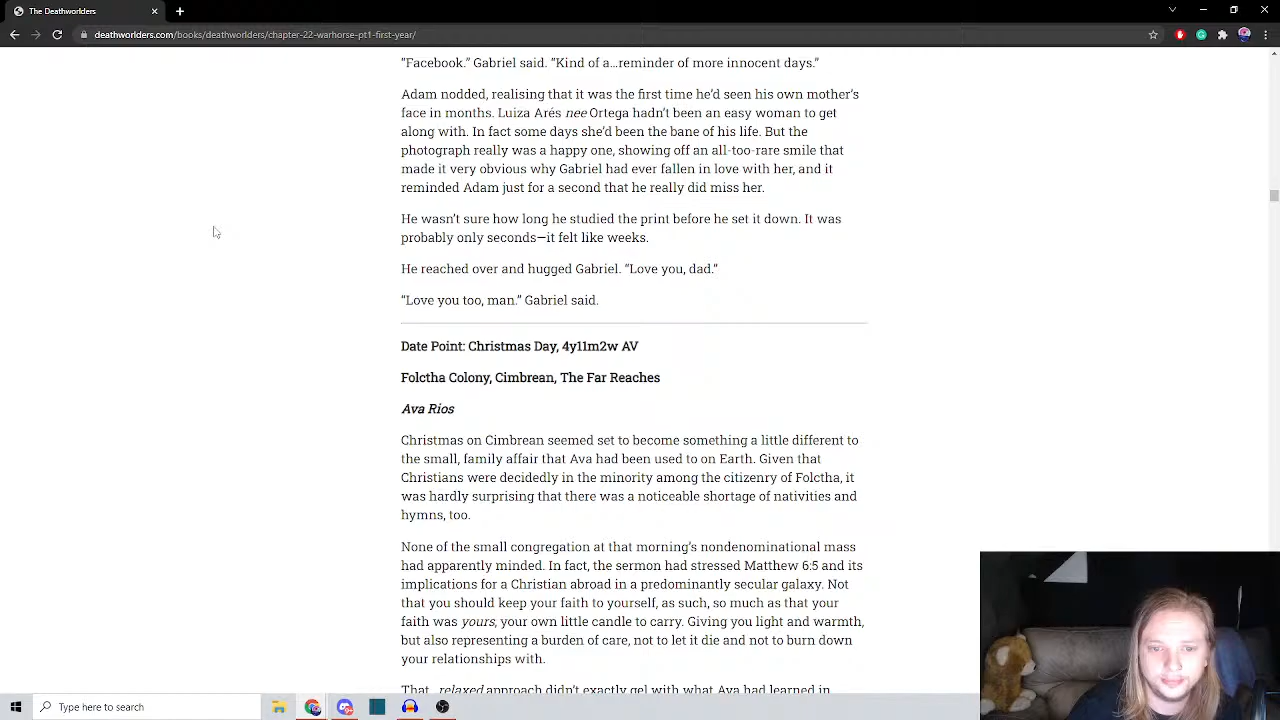 The Deathworlders
deathworlders.com/books/deathworlders/chapter-22-warhorse-pt1-first-year/
"Facebook." Gabriel said. "Kind of a…reminder of more innocent days."
Adam nodded, realising that it was the first time he'd seen his own mother's
face in months. Luiza Arés nee Ortega hadn't been an easy woman to get
along with. In fact some days she'd been the bane of his life. But the
photograph really was a happy one, showing off an all-too-rare smile that
made it very obvious why Gabriel had ever fallen in love with her, and it
reminded Adam just for a second that he really did miss her.
He wasn't sure how long he studied the print before he set it down. It was
probably only seconds—it felt like weeks.
He reached over and hugged Gabriel. "Love you, dad."
"Love you too, man." Gabriel said.
Date Point: Christmas Day, 4y11m2w AV
Folctha Colony, Cimbrean, The Far Reaches
Ava Ríos
Christmas on Cimbrean seemed set to become something a little different to
the small, family affair that Ava had been used to on Earth. Given that
Christians were decidedly in the minority among the citizenry of Folctha, it
was hardly surprising that there was a noticeable shortage of nativities and
hymns, too.
None of the small congregation at that morning's nondenominational mass
had apparently minded. In fact, the sermon had stressed Matthew 6:5 and its
implications for a Christian abroad in a predominantly secular galaxy. Not
that you should keep your faith to yourself, as such, so much as that your
faith was yours, your own little candle to carry. Giving you light and warmth,
but also representing a burden of care, not to let it die and not to burn down
your relationships with.
That relaxed approach didn't exactly gel with what Ava had learned in
Type here to search